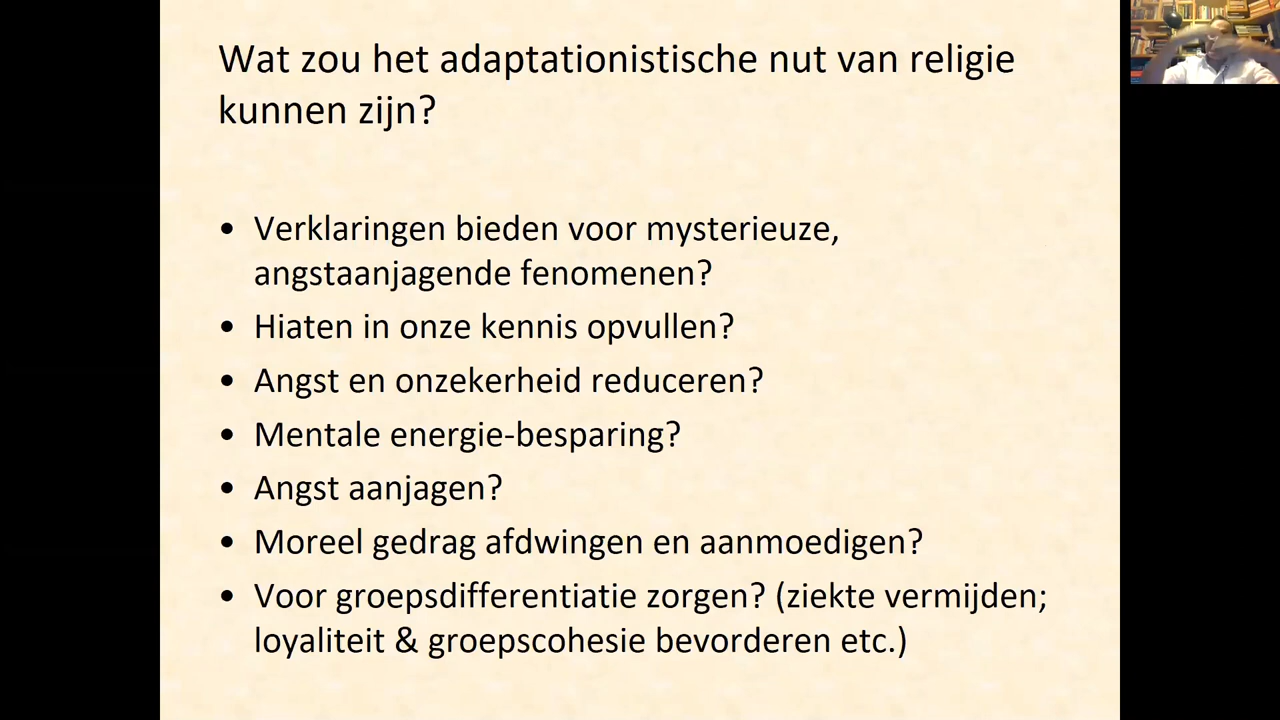 Wat zou het adaptationistische nut van religie
kunnen zijn?
• Verklaringen bieden voor mysterieuze,
angstaanjagende fenomenen?
• Hiaten in onze kennis opvullen?
• Angst en onzekerheid reduceren?
• Mentale energie-besparing?
• Angst aanjagen?
• Moreel gedrag afdwingen en aanmoedigen?
• Voor groepsdifferentiatie zorgen? (ziekte vermijden;
loyaliteit & groepscohesie bevorderen etc.)